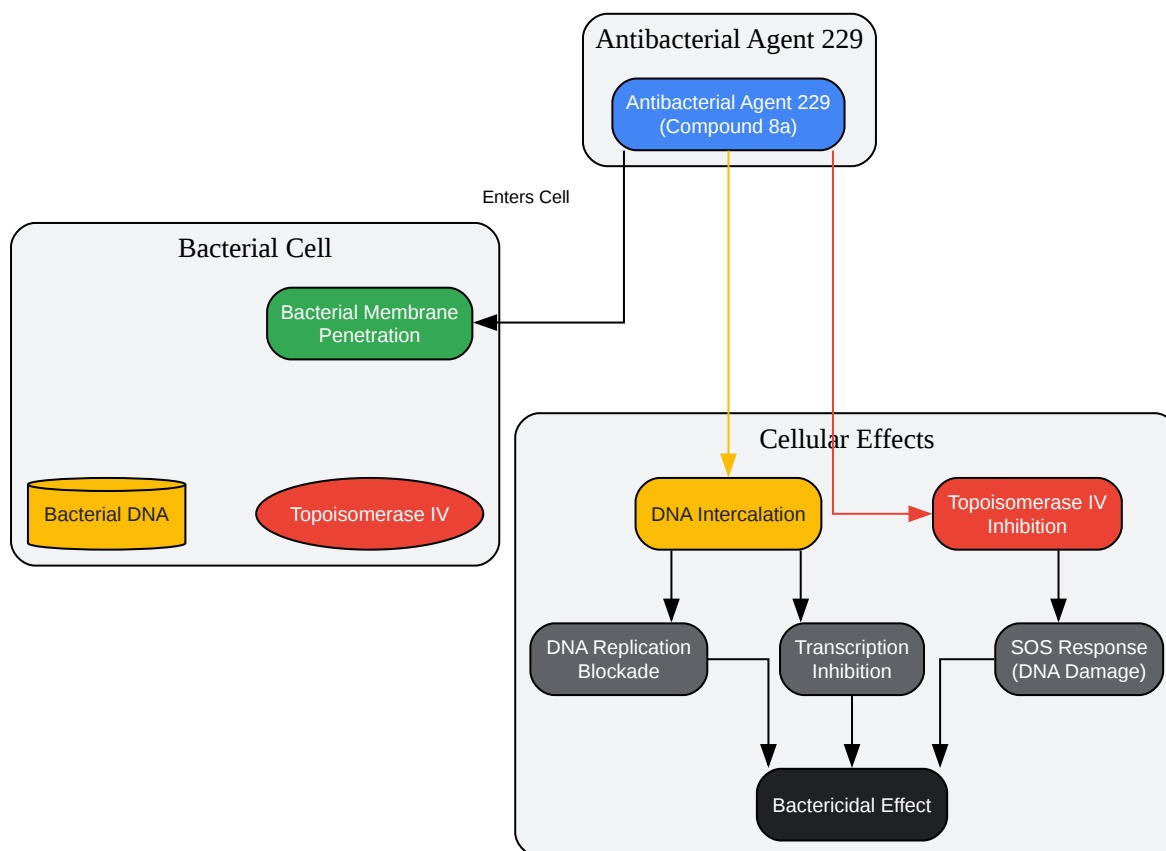 Antibacterial Agent 229
Antibacterial Agent 229
(Compound 8a)
Enters Cell
Bacterial Cell
Bacterial Membrane
Penetration
Bacterial DNA
Topoisomerase IV
Cellular Effects
DNA Intercalation
Topoisomerase IV
Inhibition
DNA Replication
Blockade
Transcription
Inhibition
SOS Response
(DNA Damage)
Bactericidal Effect